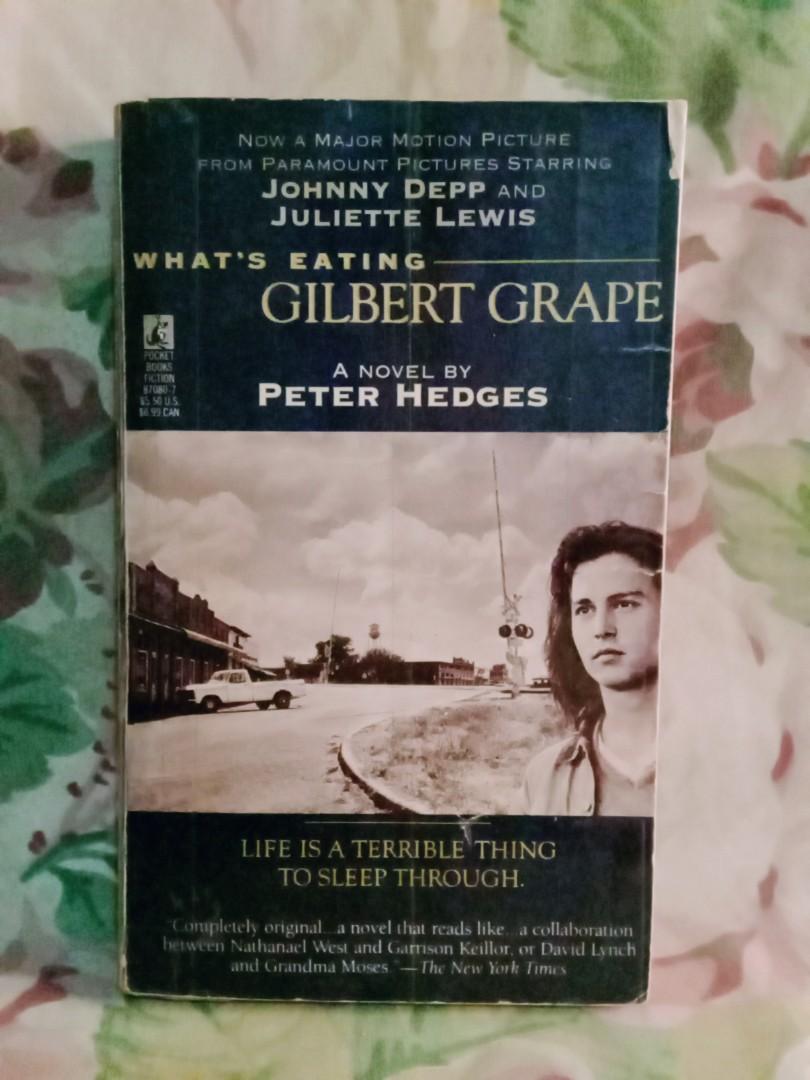 NOW A MAJOR MOTION PICTURE
FROM PARAMOUNT PICTURES STARRING
JOHNNY DEPP AND
JULIETTE LEWIS
WHAT'S EATING
GILBERT GRAPE
POCKET
BOOKS
FICTION
87080-7
$5.50 U.S.
$6.99 CAN
A NOVEL BY
PETER HEDGES
LIFE IS A TERRIBLE THING
TO SLEEP THROUGH.
"Completely original...a novel that reads like...a collaboration
between Nathanael West and Garrison Keillor, or David Lynch
and Grandma Moses."—The New York Times